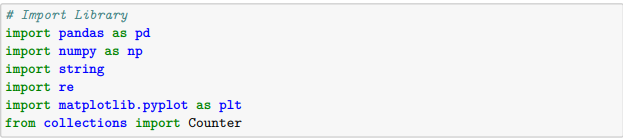 # Import Library
import pandas as pd
import numpy as np
import string
import re
import matplotlib.pyplot as plt
from collections import Counter